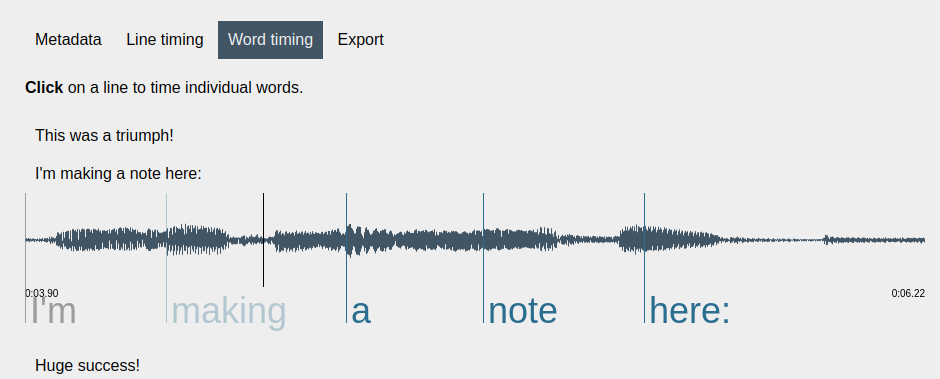 Metadata Line timing Word timing Export
Click on a line to time individual words.
This was a triumph!
I'm making a note here:
0:03.90 0:06.22
I'm making a note here:
Huge success!